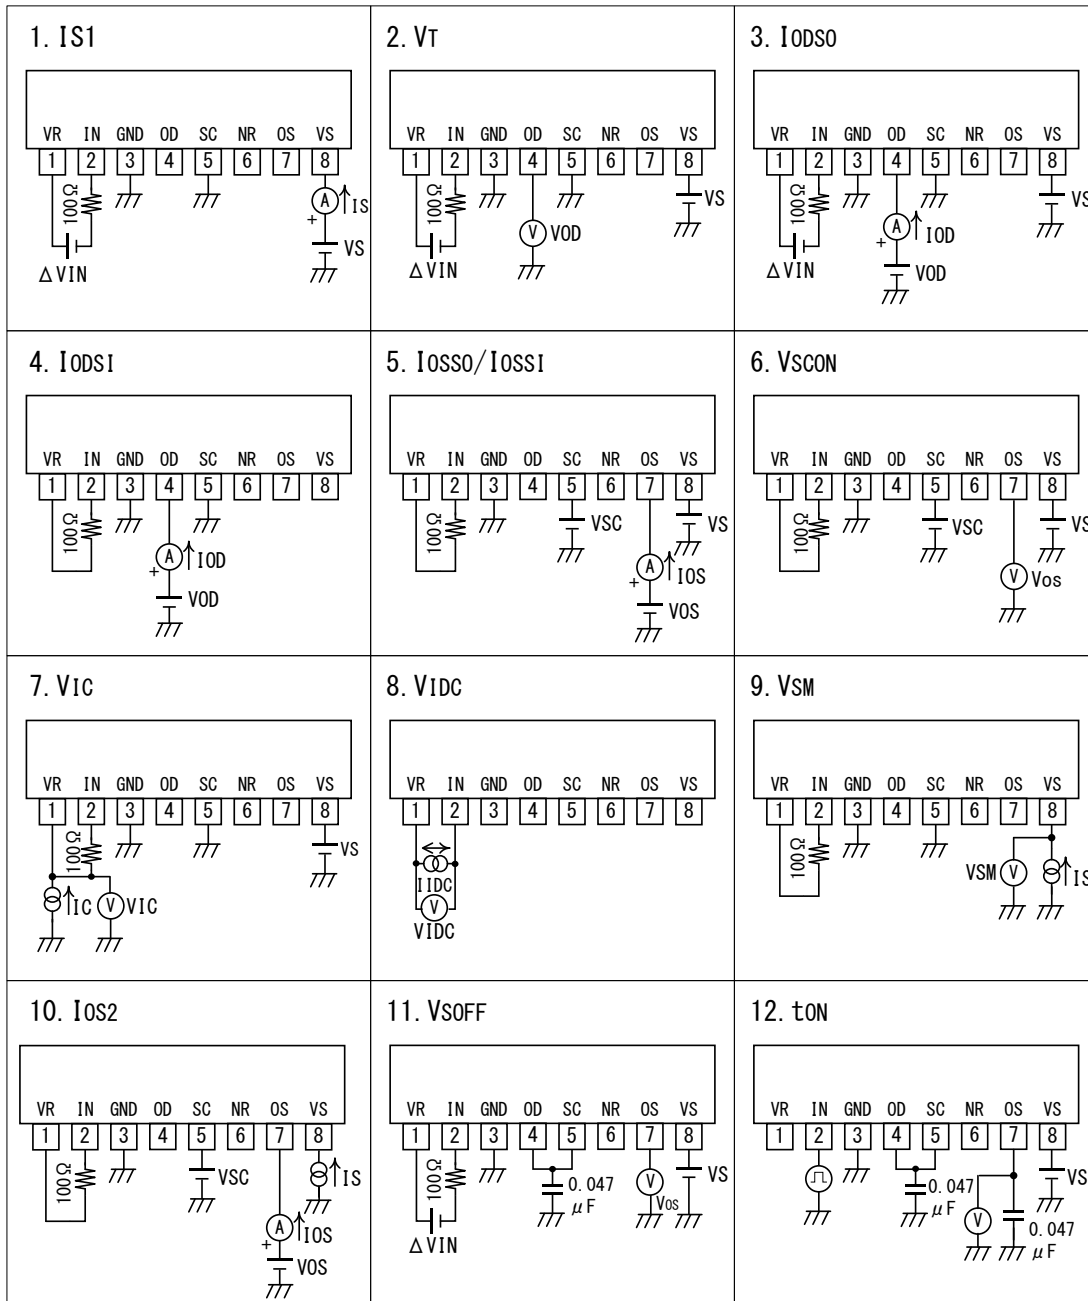 1. IS1
VR IN GND OD SC NR OS VS
1 2 3 4 5 6 7 8
100Ω
A
+
↑IS
VS
ΔVIN
2. VT
VR IN GND OD SC NR OS VS
1 2 3 4 5 6 7 8
100Ω
VS
V VOD
ΔVIN
3. IODSO
VR IN GND OD SC NR OS VS
1 2 3 4 5 6 7 8
100Ω
VS
A
+
↑IOD
ΔVIN
VOD
4. IODSI
VR IN GND OD SC NR OS VS
1 2 3 4 5 6 7 8
100Ω
A
+
↑IOD
VOD
5. IOSSO/IOSSI
VR IN GND OD SC NR OS VS
1 2 3 4 5 6 7 8
100Ω
VSC
VS
A
+
↑IOS
VOS
6. VSCON
VR IN GND OD SC NR OS VS
1 2 3 4 5 6 7 8
100Ω
VSC
VS
V Vos
7. VIC
VR IN GND OD SC NR OS VS
1 2 3 4 5 6 7 8
100Ω
VS
↑IC
V VIC
8. VIDC
VR IN GND OD SC NR OS VS
1 2 3 4 5 6 7 8
IIDC
V
VIDC
9. VSM
VR IN GND OD SC NR OS VS
1 2 3 4 5 6 7 8
100Ω
VSM V
↑IS
10. IOS2
VR IN GND OD SC NR OS VS
1 2 3 4 5 6 7 8
100Ω
VSC
↑IS
A
+
↑IOS
VOS
11. VSOFF
VR IN GND OD SC NR OS VS
1 2 3 4 5 6 7 8
100Ω
0.047
μF
V
Vos
VS
ΔVIN
12. tON
VR IN GND OD SC NR OS VS
1 2 3 4 5 6 7 8
0.047
μF
VS
V
0.047
μF